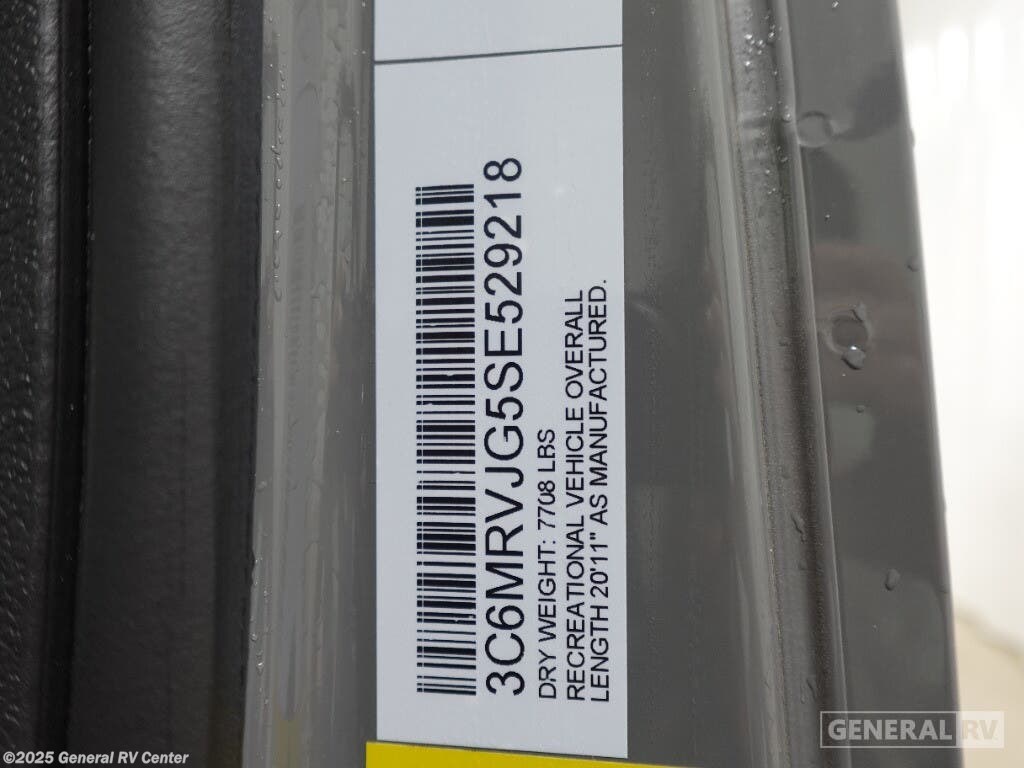 3C6MRVJG5SE529218
DRY WEIGHT: 7708 LBS
RECREATIONAL VEHICLE OVERALL
LENGTH 20'11" AS MANUFACTURED.
GENERAL RV
©2025 General RV Center